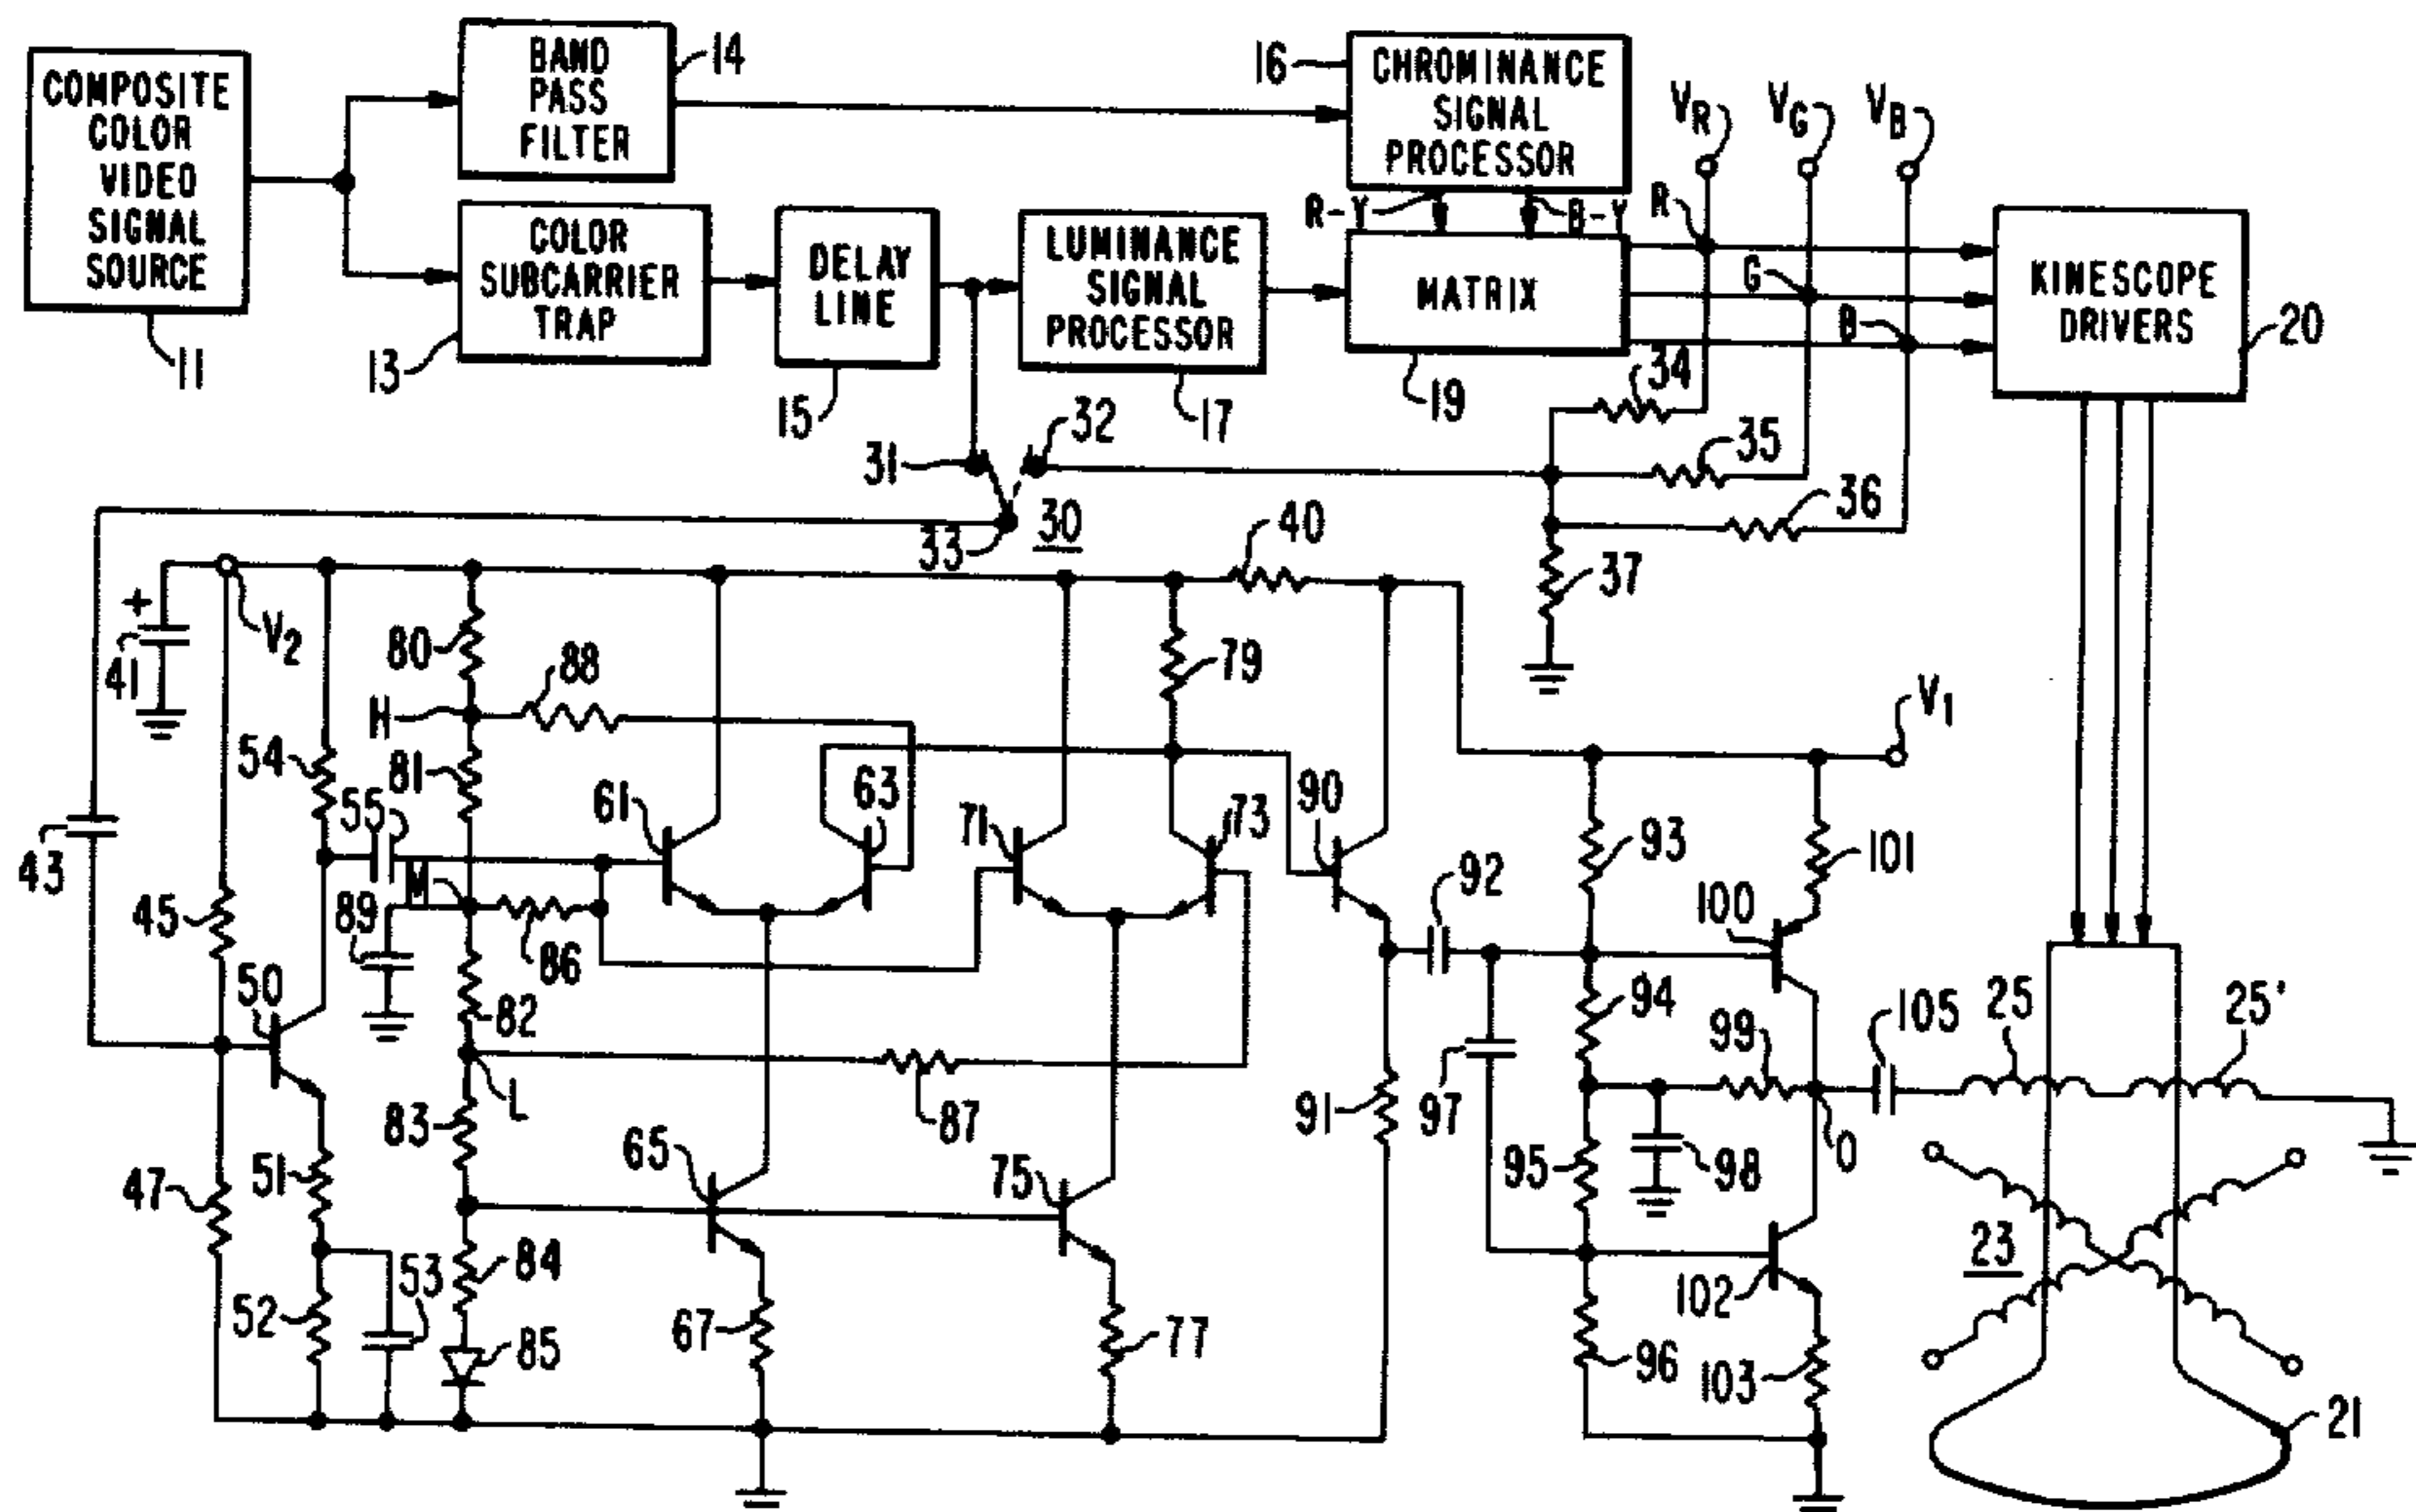 COMPOSITE
COLOR
VIDEO
SIGNAL
SOURCE
11
BAND
PASS
FILTER
14
COLOR
SUBCARRIER
TRAP
13
DELAY
LINE
15
LUMINANCE
SIGNAL
PROCESSOR
17
16
CHROMINANCE
SIGNAL
PROCESSOR
R-Y
B-Y
MATRIX
19
VR
VG
VB
R
G
B
KINESCOPE
DRIVERS
20
34
35
36
37
31
32
33
30
40
+
41
V2
43
45
47
54
55
50
51
52
53
80
H
88
81
M
89
86
82
L
83
84
85
87
61
63
65
67
71
73
75
77
79
90
91
92
V1
93
94
95
96
97
98
99
100
101
102
103
O
105
25
25'
23
21